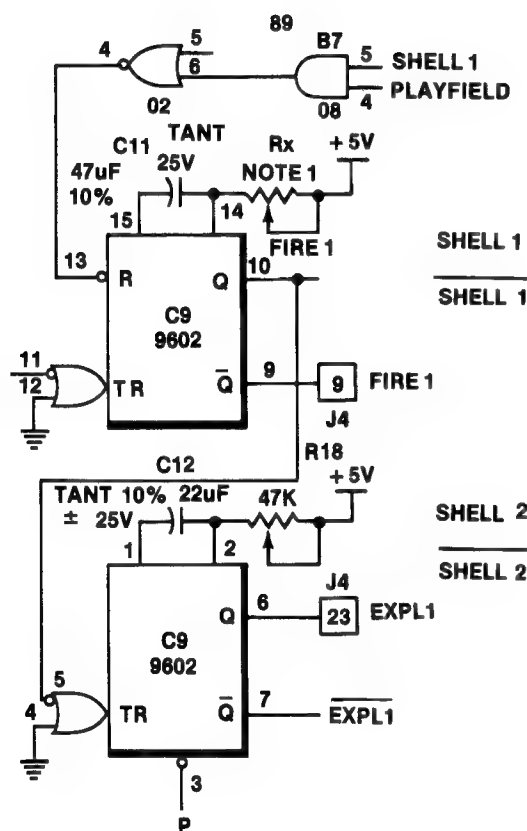 89
B7
4
5
6
5
SHELL 1
4
PLAYFIELD
02
08
C11
TANT
25V
47uF
10%
Rx
NOTE 1
+5V
15
14
FIRE 1
13
R
Q
10
SHELL 1
SHELL 1
C9
9602
11
12
TR
Q
9
9
FIRE 1
J4
C12
R18
+5V
TANT 10% 22uF
± 25V
47K
1
2
SHELL 2
SHELL 2
J4
Q
6
23
EXPL1
C9
9602
5
4
TR
Q
7
EXPL1
3
P